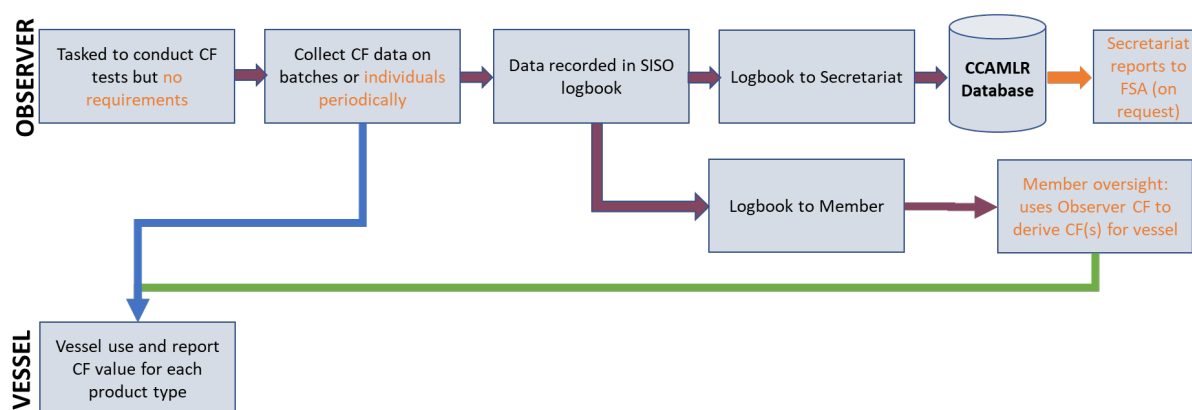 OBSERVER
Tasked to conduct CF
tests but no
requirements
Collect CF data on
batches or individuals
periodically
Data recorded in SISO
logbook
Logbook to Secretariat
CCAMLR
Database
Secretariat
reports to
FSA (on
request)
Logbook to Member
Member oversight:
uses Observer CF to
derive CF(s) for vessel
VESSEL
Vessel use and report
CF value for each
product type